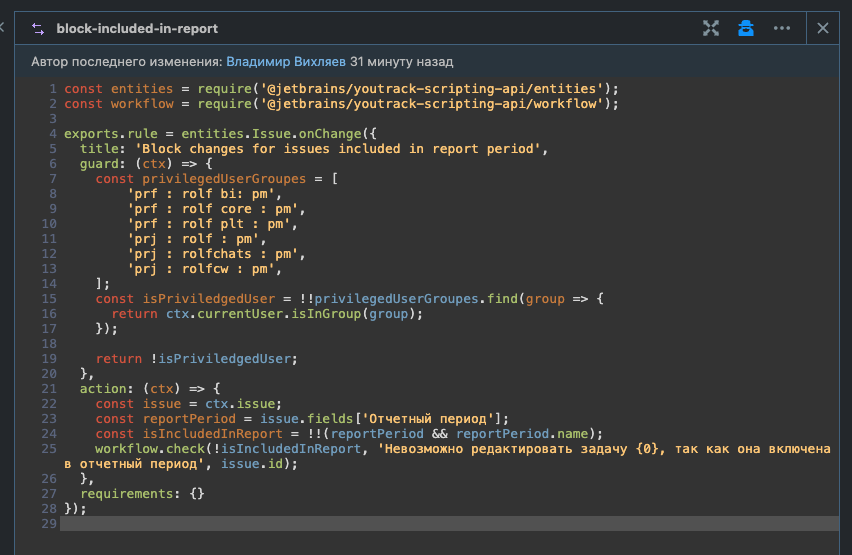 block-included-in-report
Автор последнего изменения: Владимир Вихляев 31 минуту назад
1 const entities = require('@jetbrains/youtrack-scripting-api/entities');
2 const workflow = require('@jetbrains/youtrack-scripting-api/workflow');
3
4 exports.rule = entities.Issue.onChange({
5   title: 'Block changes for issues included in report period',
6   guard: (ctx) => {
7     const privilegedUserGroupes = [
8         'prf : rolf bi: pm',
9         'prf : rolf core : pm',
10         'prf : rolf plt : pm',
11         'prj : rolf : pm',
12         'prj : rolfchats : pm',
13         'prj : rolfcw : pm',
14     ];
15     const isPriviledgedUser = !!privilegedUserGroupes.find(group => {
16       return ctx.currentUser.isInGroup(group);
17     });
18
19     return !isPriviledgedUser;
20   },
21   action: (ctx) => {
22     const issue = ctx.issue;
23     const reportPeriod = issue.fields['Отчетный период'];
24     const isIncludedInReport = !!(reportPeriod && reportPeriod.name);
25     workflow.check(!isIncludedInReport, 'Невозможно редактировать задачу {0}, так как она включена
в отчетный период', issue.id);
26   },
27   requirements: {}
28 });
29